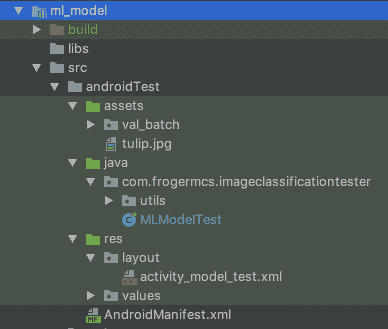 ml_model
build
libs
src
androidTest
assets
val_batch
tulip.jpg
java
com.frogermcs.imageclassificationtester
utils
MLModelTest
res
layout
activity_model_test.xml
values
AndroidManifest.xml